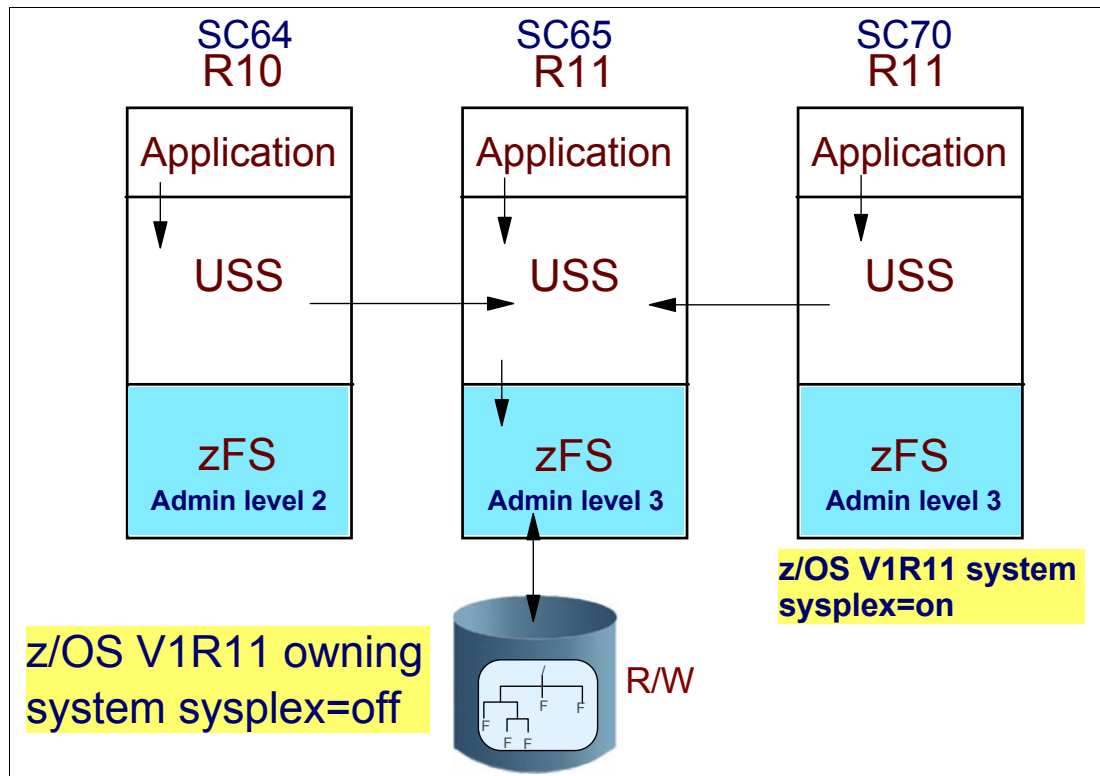 SC64 SC65 SC70
R10 R11 R11
Application Application Application
USS USS USS
zFS zFS zFS
Admin level 2 Admin level 3 Admin level 3
z/OS V1R11 system
sysplex=on
z/OS V1R11 owning
system sysplex=off
R/W
/
F F F
F F